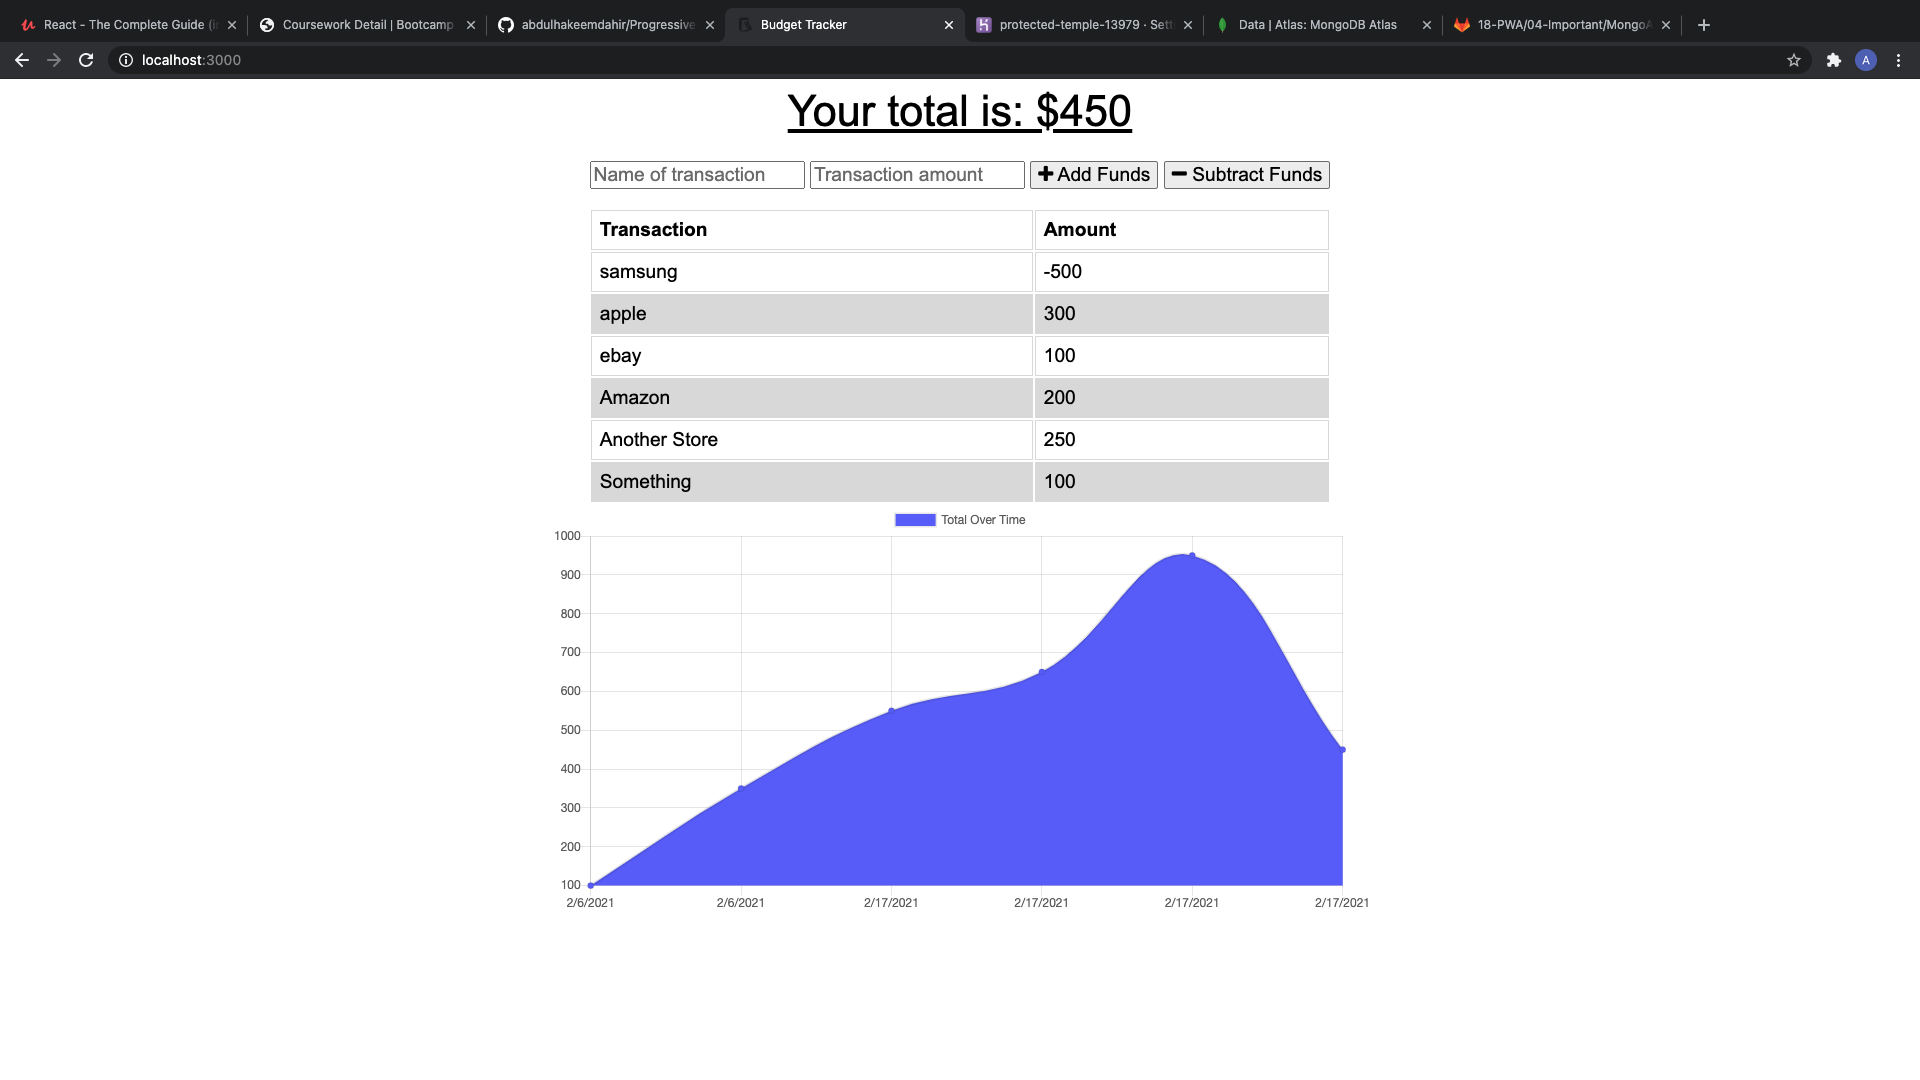 React - The Complete Guide (i
Coursework Detail | Bootcamp
abdulhakeemdahir/Progressive
Budget Tracker
protected-temple-13979 · Sett
Data | Atlas: MongoDB Atlas
18-PWA/04-Important/MongoA
localhost:3000
A
Your total is: $450
Name of transaction Transaction amount Add Funds Subtract Funds
Transaction Amount
samsung -500
apple 300
ebay 100
Amazon 200
Another Store 250
Something 100
Total Over Time
1000
900
800
700
600
500
400
300
200
100
2/6/2021 2/6/2021 2/17/2021 2/17/2021 2/17/2021 2/17/2021